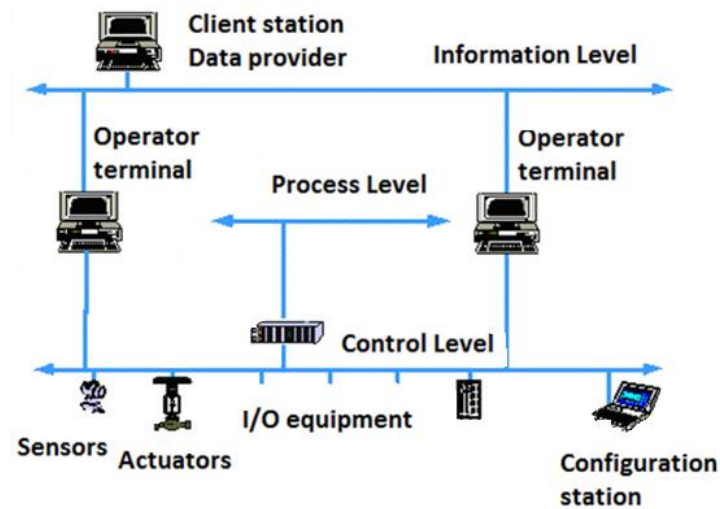 Client station
Data provider
Information Level
Operator
terminal
Operator
terminal
Process Level
Control Level
I/O equipment
Sensors
Actuators
Configuration
station